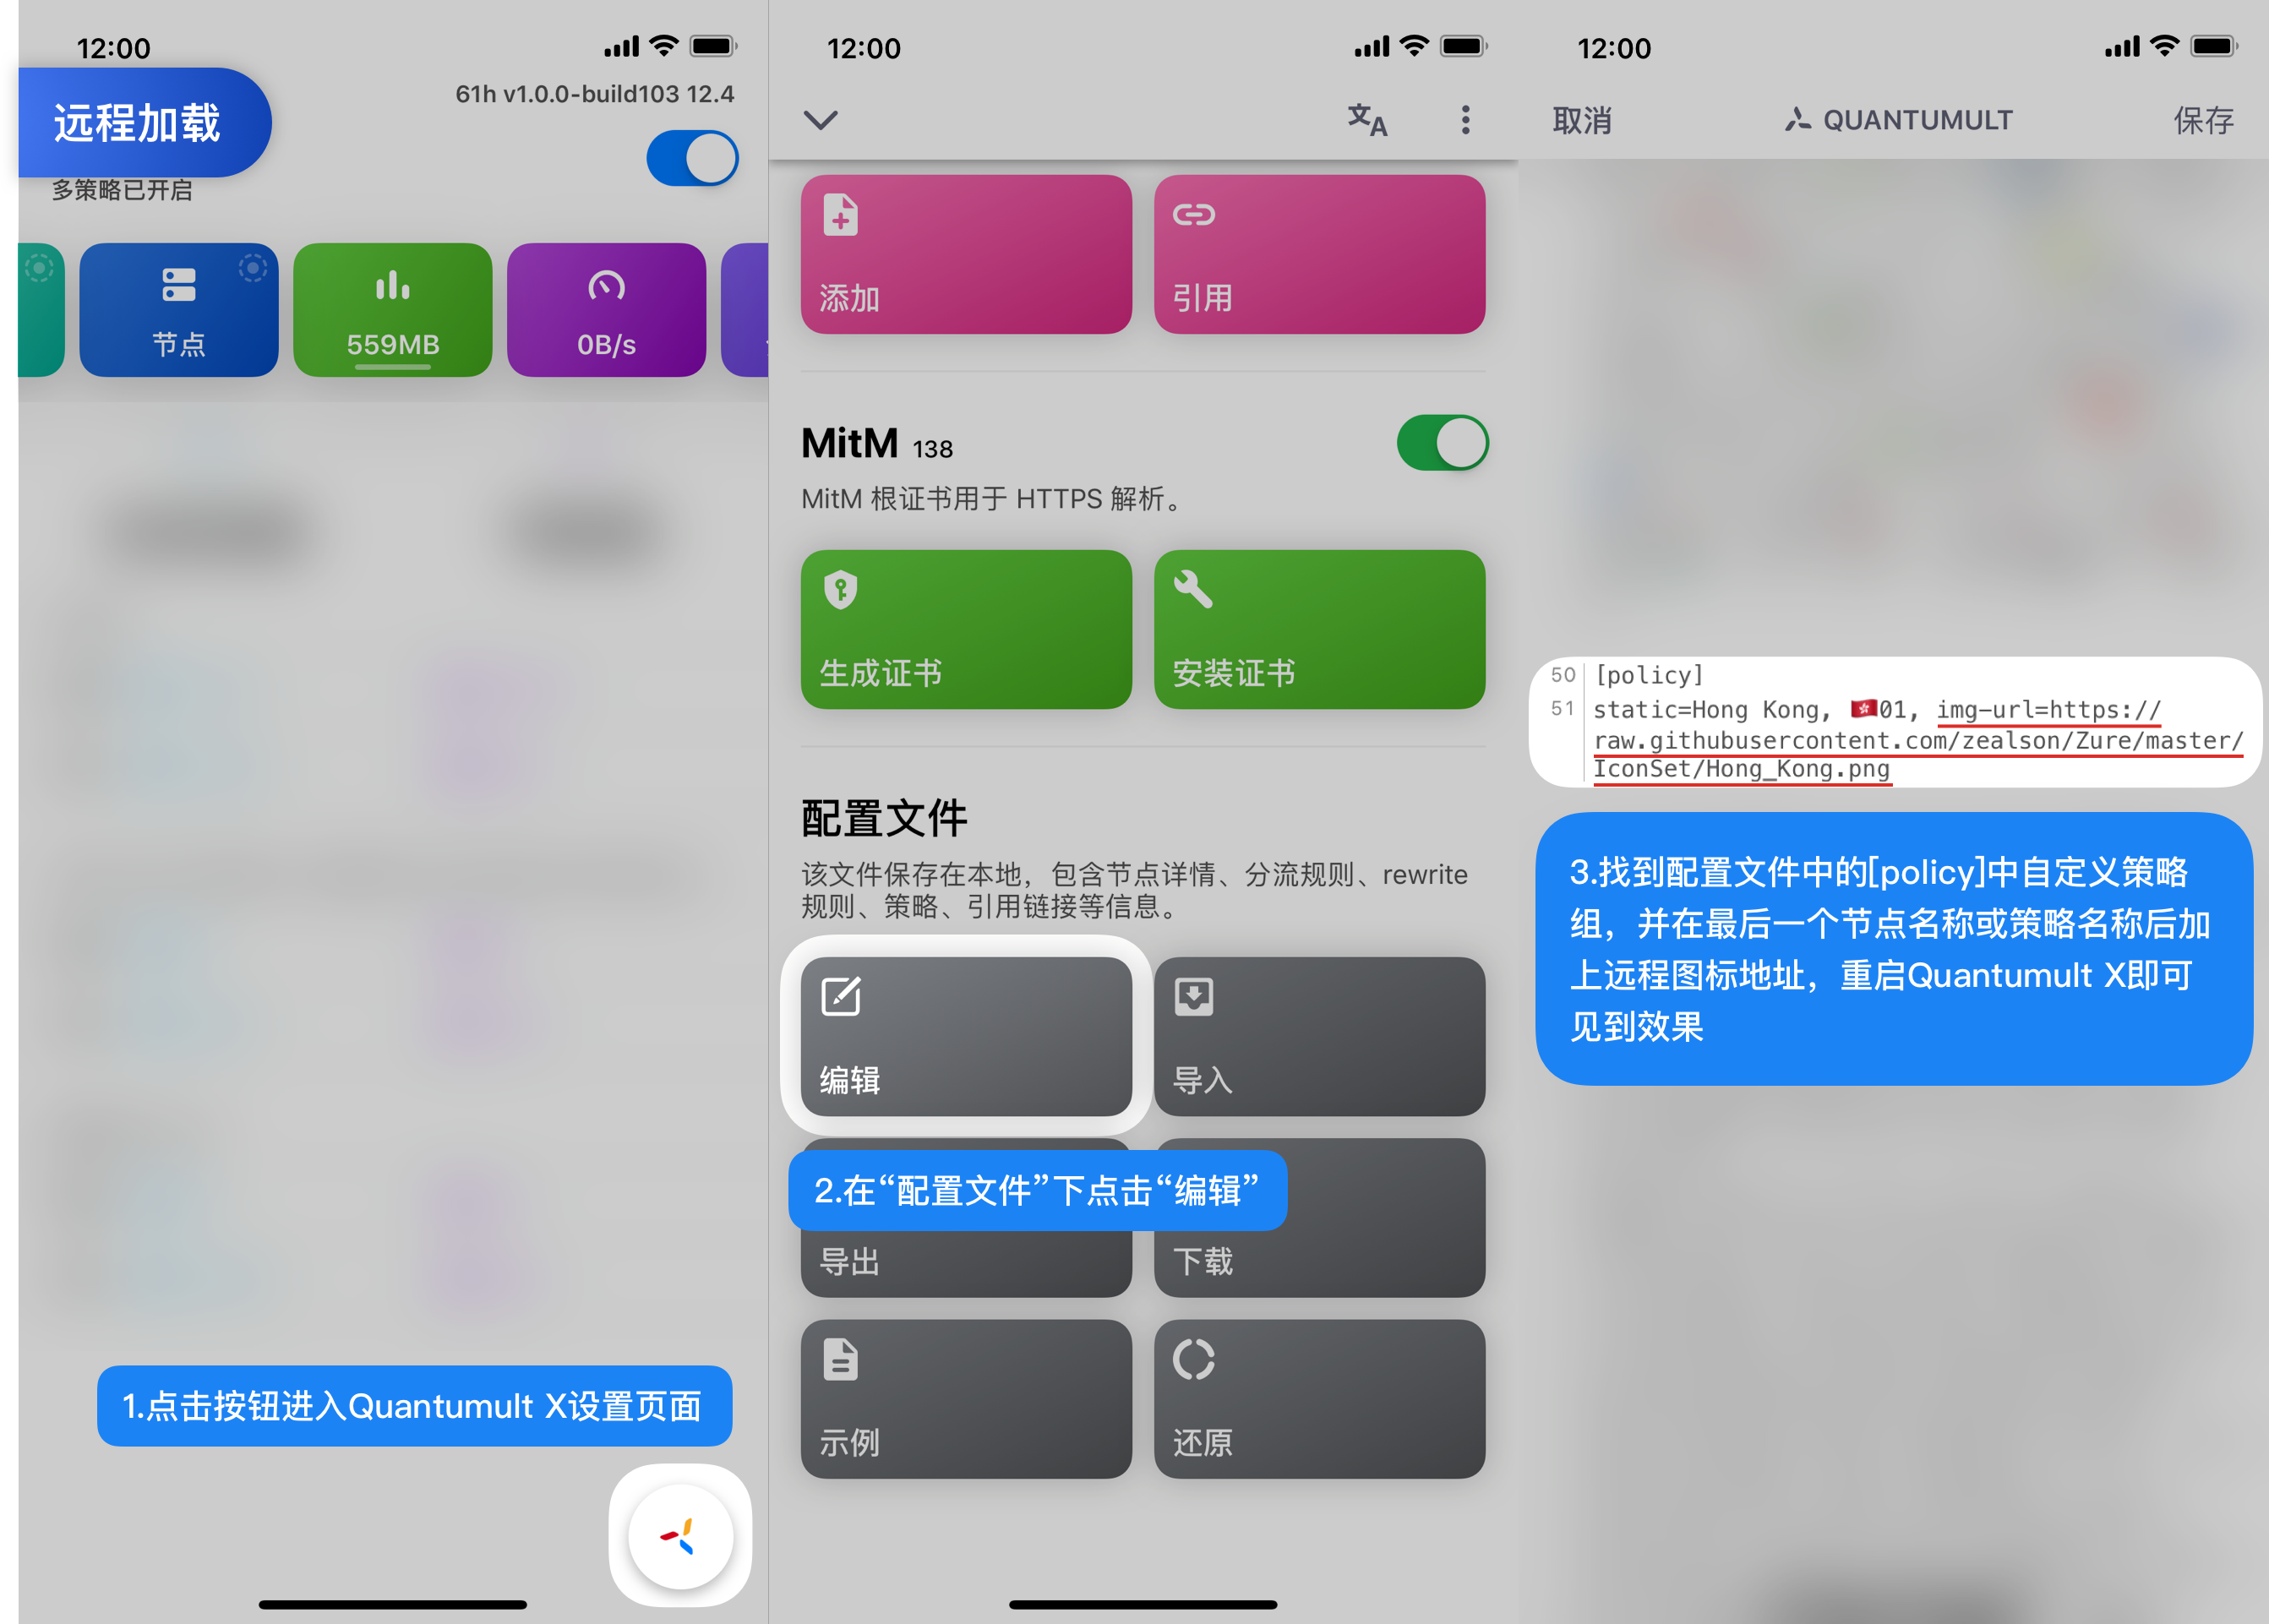 12:00
远程加载
61h v1.0.0-build103 12.4
多策略已开启
节点
559MB
0B/s
1.点击按钮进入Quantumult X设置页面
12:00
文A
添加
引用
MitM 138
MitM 根证书用于 HTTPS 解析。
生成证书
安装证书
配置文件
该文件保存在本地，包含节点详情、分流规则、rewrite
规则、策略、引用链接等信息。
编辑
导入
2.在“配置文件”下点击“编辑”
导出
下载
示例
还原
12:00
取消
QUANTUMULT
保存
50 [policy]
51 static=Hong Kong, 🇭🇰01, img-url=https://
raw.githubusercontent.com/zealson/Zure/master/
IconSet/Hong_Kong.png
3.找到配置文件中的[policy]中自定义策略
组，并在最后一个节点名称或策略名称后加
上远程图标地址，重启Quantumult X即可
见到效果